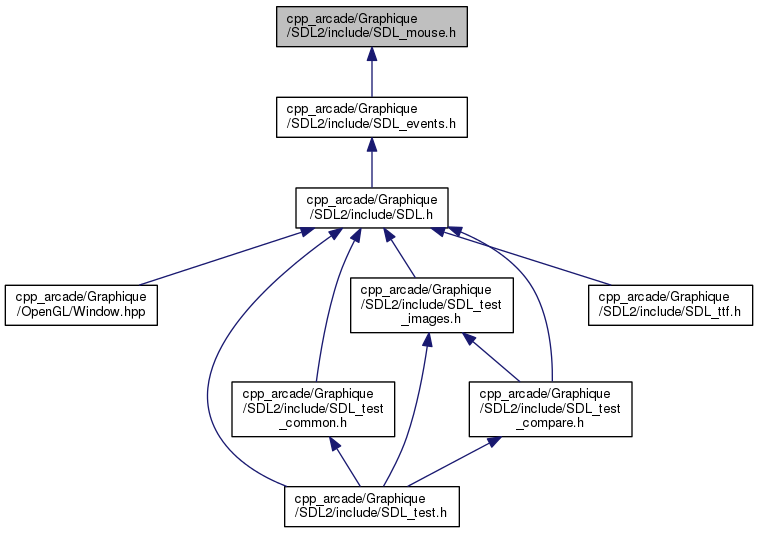 cpp_arcade/Graphique
/SDL2/include/SDL_mouse.h
cpp_arcade/Graphique
/SDL2/include/SDL_events.h
cpp_arcade/Graphique
/SDL2/include/SDL.h
cpp_arcade/Graphique
/OpenGL/Window.hpp
cpp_arcade/Graphique
/SDL2/include/SDL_test
_images.h
cpp_arcade/Graphique
/SDL2/include/SDL_ttf.h
cpp_arcade/Graphique
/SDL2/include/SDL_test
_common.h
cpp_arcade/Graphique
/SDL2/include/SDL_test
_compare.h
cpp_arcade/Graphique
/SDL2/include/SDL_test.h